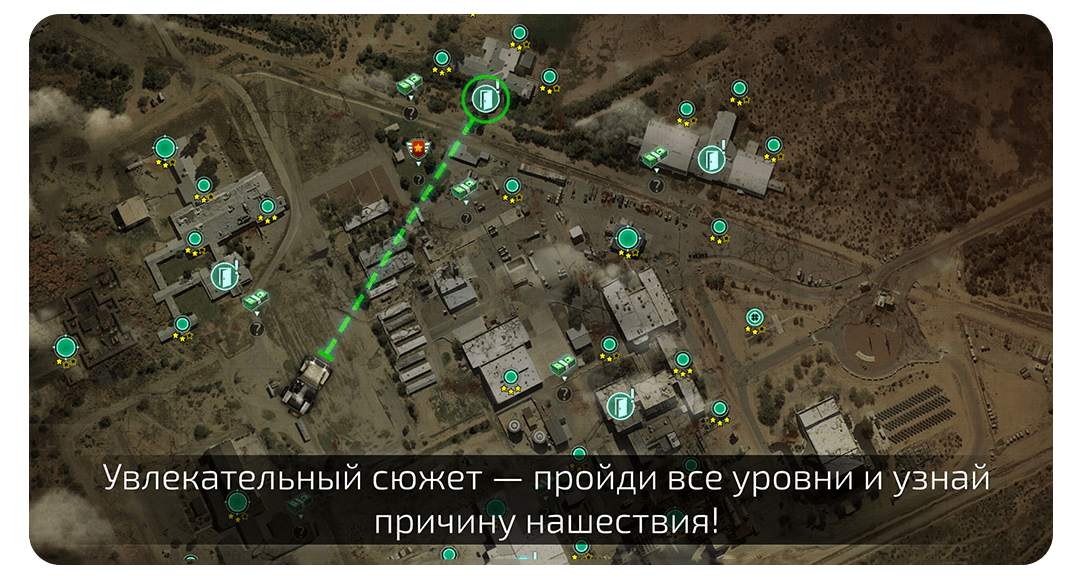 Увлекательный сюжет — пройди все уровни и узнай
причину нашествия!